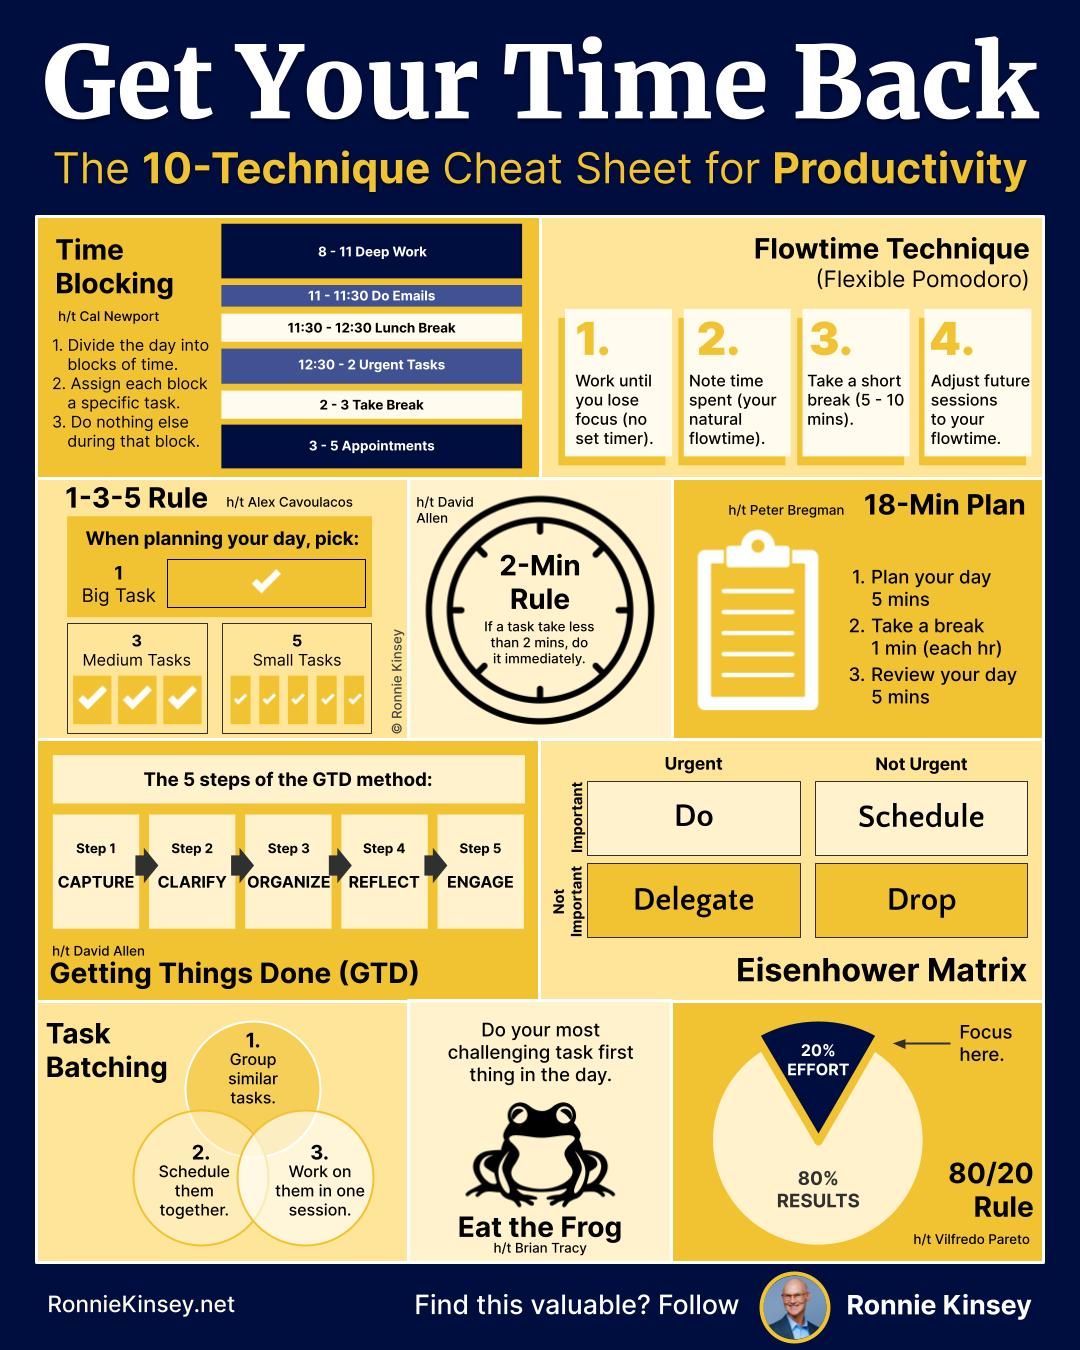 Get Your Time Back
The 10-Technique Cheat Sheet for Productivity
Time
Blocking
h/t Cal Newport
1. Divide the day into
blocks of time.
2. Assign each block
a specific task.
3. Do nothing else
during that block.
8 - 11 Deep Work
11 - 11:30 Do Emails
11:30 - 12:30 Lunch Break
12:30 - 2 Urgent Tasks
2 - 3 Take Break
3 - 5 Appointments
Flowtime Technique
(Flexible Pomodoro)
1.
Work until
you lose
focus (no
set timer).
2.
Note time
spent (your
natural
flowtime).
3.
Take a short
break (5 - 10
mins).
4.
Adjust future
sessions
to your
flowtime.
1-3-5 Rule
h/t Alex Cavoulacos
When planning your day, pick:
1
Big Task
3
Medium Tasks
5
Small Tasks
© Ronnie Kinsey
h/t David
Allen
2-Min
Rule
If a task take less
than 2 mins, do
it immediately.
h/t Peter Bregman
18-Min Plan
1. Plan your day
5 mins
2. Take a break
1 min (each hr)
3. Review your day
5 mins
The 5 steps of the GTD method:
Step 1
CAPTURE
Step 2
CLARIFY
Step 3
ORGANIZE
Step 4
REFLECT
Step 5
ENGAGE
h/t David Allen
Getting Things Done (GTD)
Urgent
Not Urgent
Important
Do
Schedule
Not
Important
Delegate
Drop
Eisenhower Matrix
Task
Batching
1.
Group
similar
tasks.
2.
Schedule
them
together.
3.
Work on
them in one
session.
Do your most
challenging task first
thing in the day.
Eat the Frog
h/t Brian Tracy
20%
EFFORT
Focus
here.
80%
RESULTS
80/20
Rule
h/t Vilfredo Pareto
RonnieKinsey.net
Find this valuable? Follow
Ronnie Kinsey